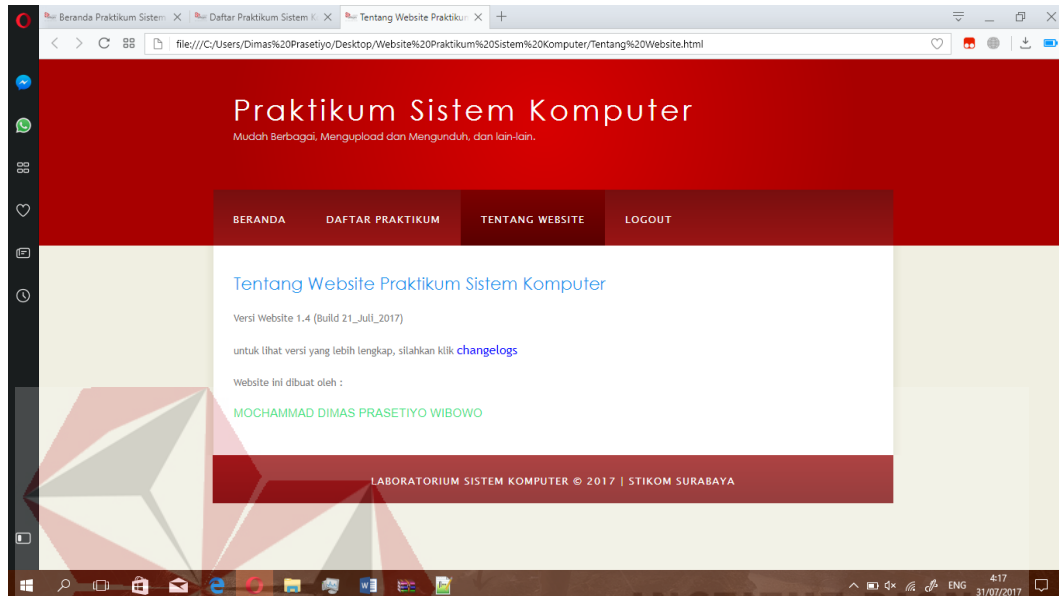 Beranda Praktikum Sistem
Daftar Praktikum Sistem K
Tentang Website Praktikun
file:///C:/Users/Dimas%20Prasetiyo/Desktop/Website%20Praktikum%20Sistem%20Komputer/Tentang%20Website.html
Praktikum Sistem Komputer
Mudah Berbagai, Mengupload dan Mengunduh, dan lain-lain.
BERANDA DAFTAR PRAKTIKUM TENTANG WEBSITE LOGOUT
Tentang Website Praktikum Sistem Komputer
Versi Website 1.4 (Build 21_Juli_2017)
untuk lihat versi yang lebih lengkap, silahkan klik changelogs
Website ini dibuat oleh :
MOCHAMMAD DIMAS PRASETIYO WIBOWO
LABORATORIUM SISTEM KOMPUTER © 2017 | STIKOM SURABAYA
ENG
4:17
31/07/2017